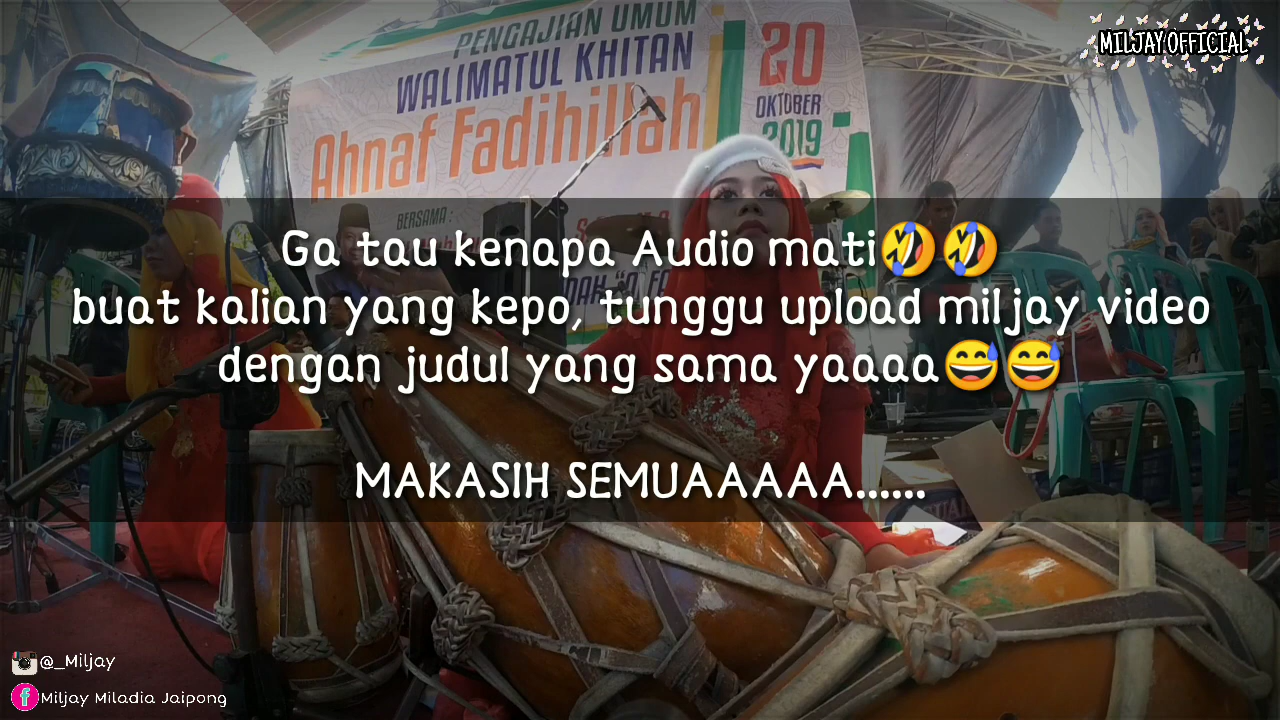 PENGAJIAN UMUM
WALIMATUL KHITAN
Ahnaf Fadihillah
20
OKTOBER
2019
BERSAMA :
MILJAY OFFICIAL
Ga tau kenapa Audio mati🤣🤣
buat kalian yang kepo, tunggu upload miljay video
dengan judul yang sama yaaaa😅😅
MAKASIH SEMUAAAAA......
@_Miljay
Miljay Miladia Jaipong